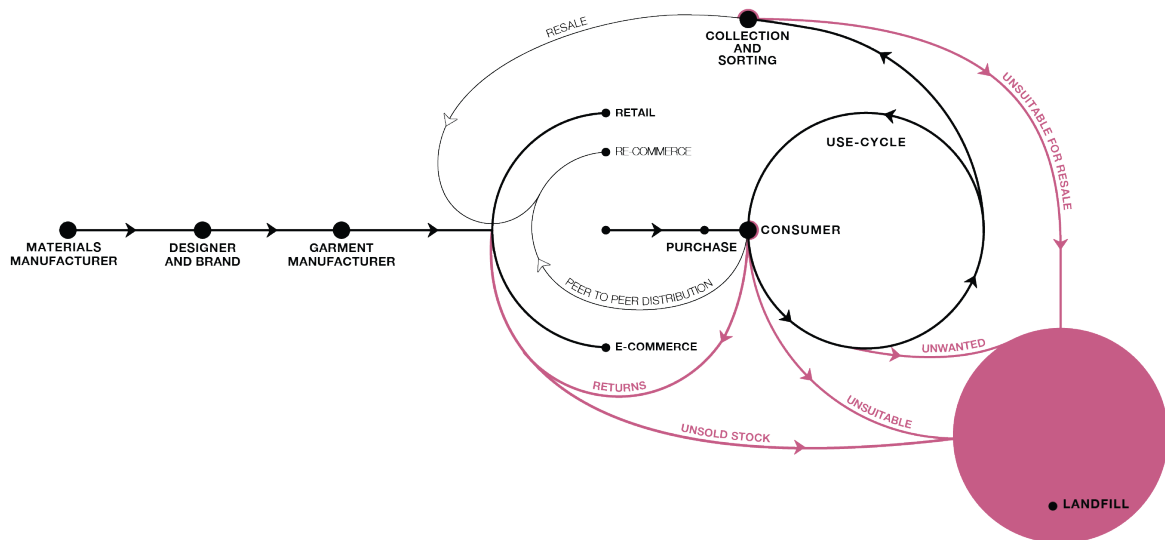 RESALE
COLLECTION
AND
SORTING
UNSUITABLE FOR RESALE
RETAIL
RE-COMMERCE
USE-CYCLE
MATERIALS
MANUFACTURER
DESIGNER
AND BRAND
GARMENT
MANUFACTURER
PURCHASE
CONSUMER
PEER TO PEER DISTRIBUTION
E-COMMERCE
UNWANTED
RETURNS
UNSUITABLE
UNSOLD STOCK
LANDFILL